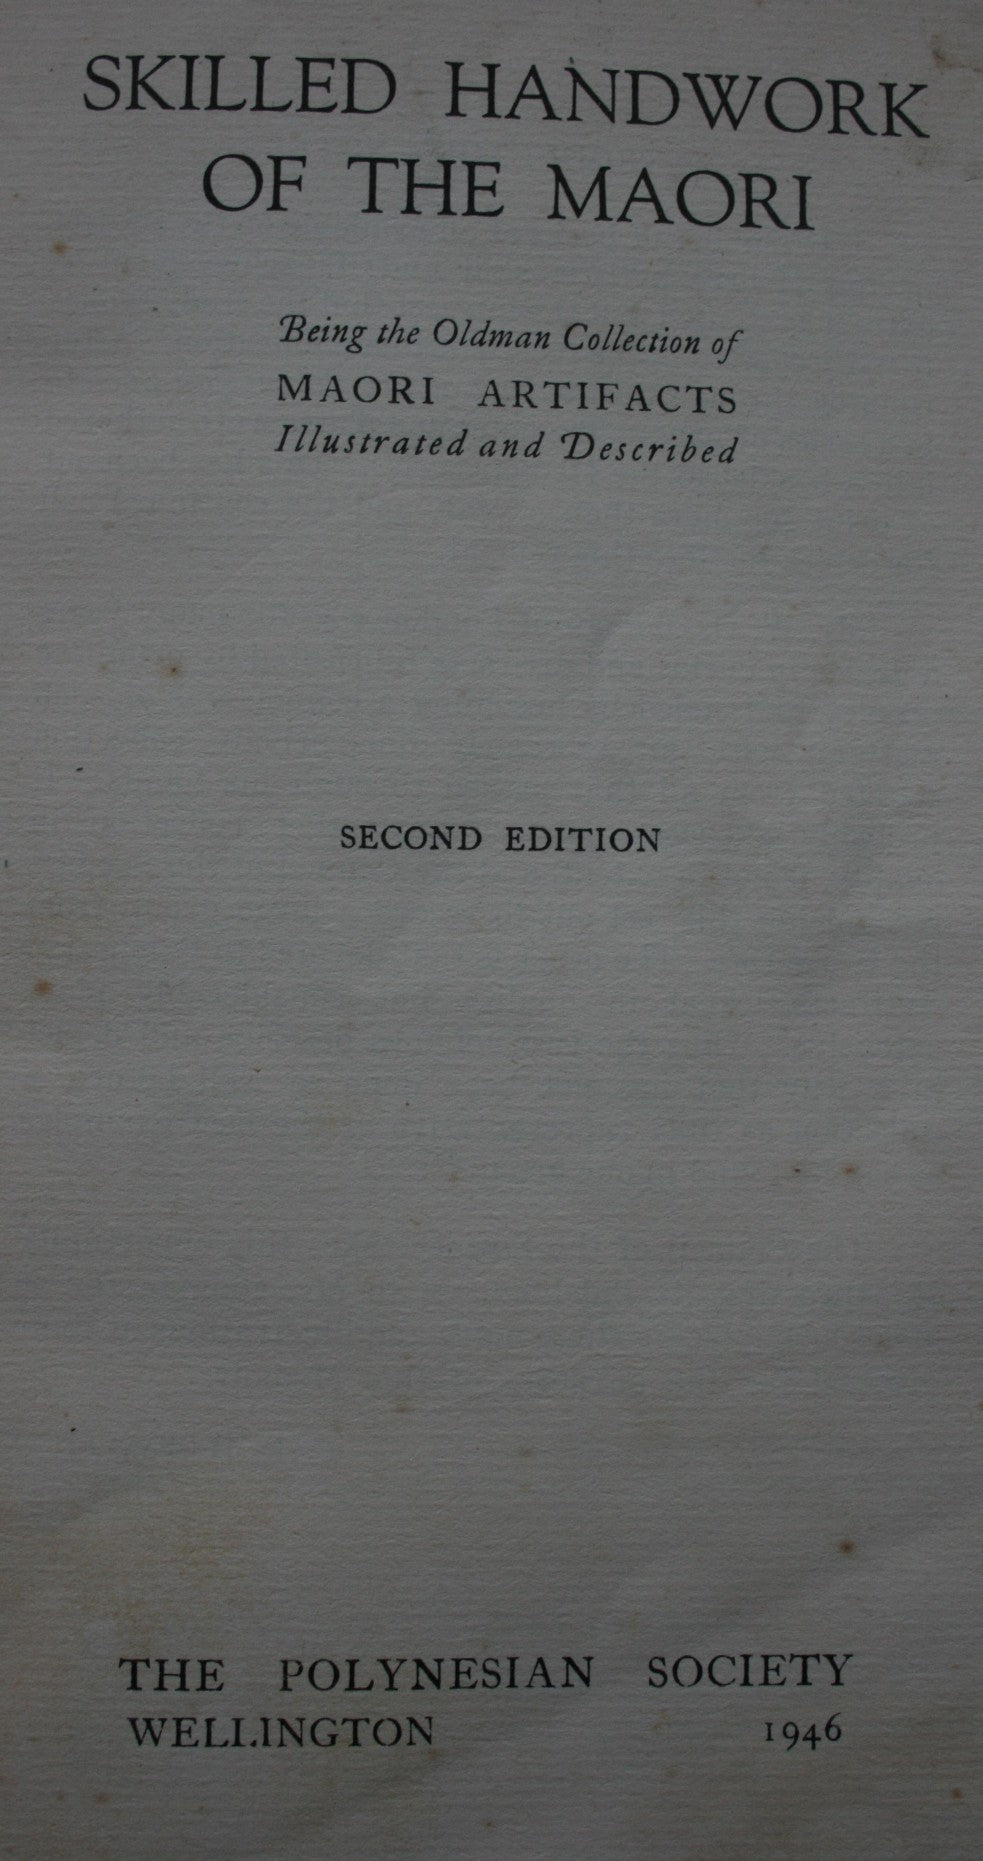 SKILLED HANDWORK
OF THE MAORI
Being the Oldman Collection of
MAORI ARTIFACTS
Illustrated and Described
SECOND EDITION
THE POLYNESIAN SOCIETY
WELLINGTON 1946